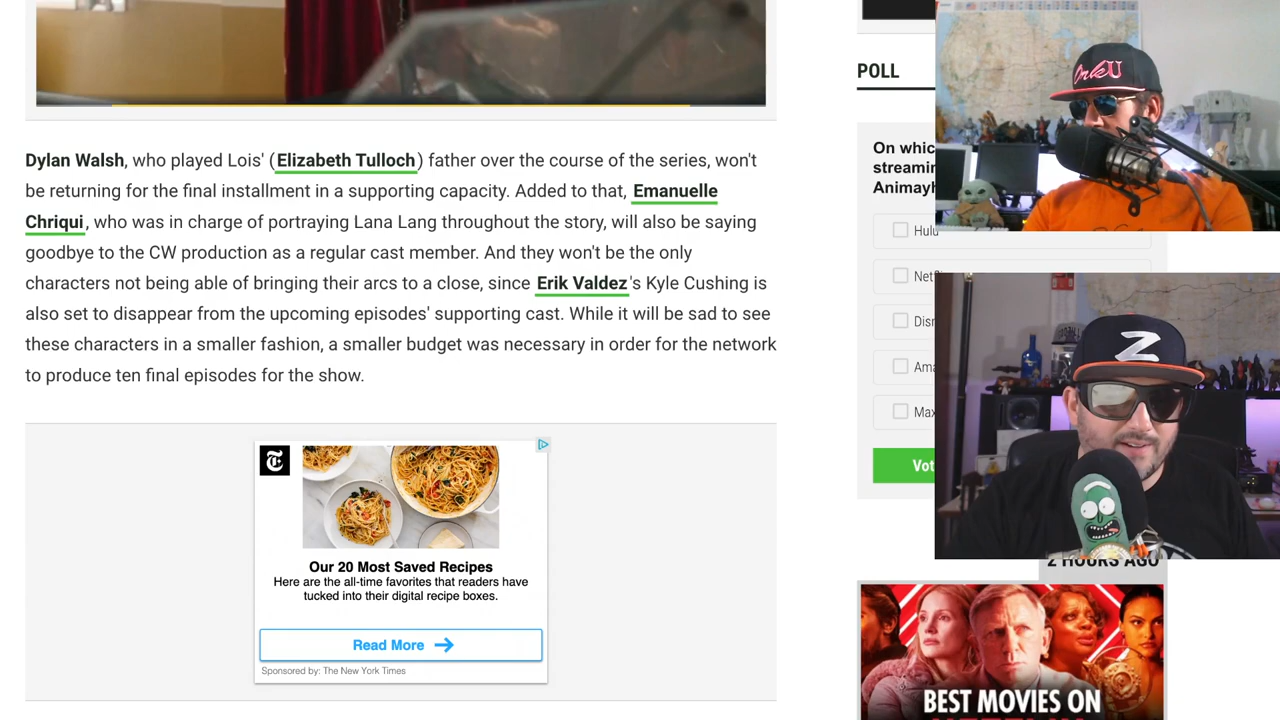 Dylan Walsh, who played Lois' (Elizabeth Tulloch) father over the course of the series, won't
be returning for the final installment in a supporting capacity. Added to that, Emanuelle
Chriqui, who was in charge of portraying Lana Lang throughout the story, will also be saying
goodbye to the CW production as a regular cast member. And they won't be the only
characters not being able of bringing their arcs to a close, since Erik Valdez's Kyle Cushing is
also set to disappear from the upcoming episodes' supporting cast. While it will be sad to see
these characters in a smaller fashion, a smaller budget was necessary in order for the network
to produce ten final episodes for the show.
Our 20 Most Saved Recipes
Here are the all-time favorites that readers have
tucked into their digital recipe boxes.
Read More
Sponsored by: The New York Times
POLL
On whic
streamin
Animayh
Hulu
Netfl
Disn
Ama
Max
Vot
OnkU
Z
2 HOURS AGO
BEST MOVIES ON
NETFLIX